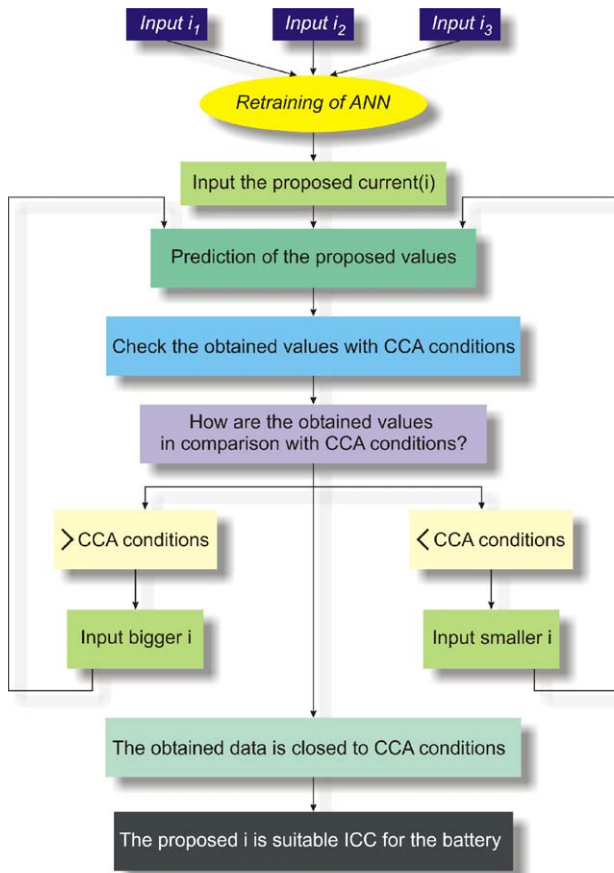 Input i1
Input i2
Input i3
Retraining of ANN
Input the proposed current(i)
Prediction of the proposed values
Check the obtained values with CCA conditions
How are the obtained values
in comparison with CCA conditions?
> CCA conditions
< CCA conditions
Input bigger i
Input smaller i
The obtained data is closed to CCA conditions
The proposed i is suitable ICC for the battery